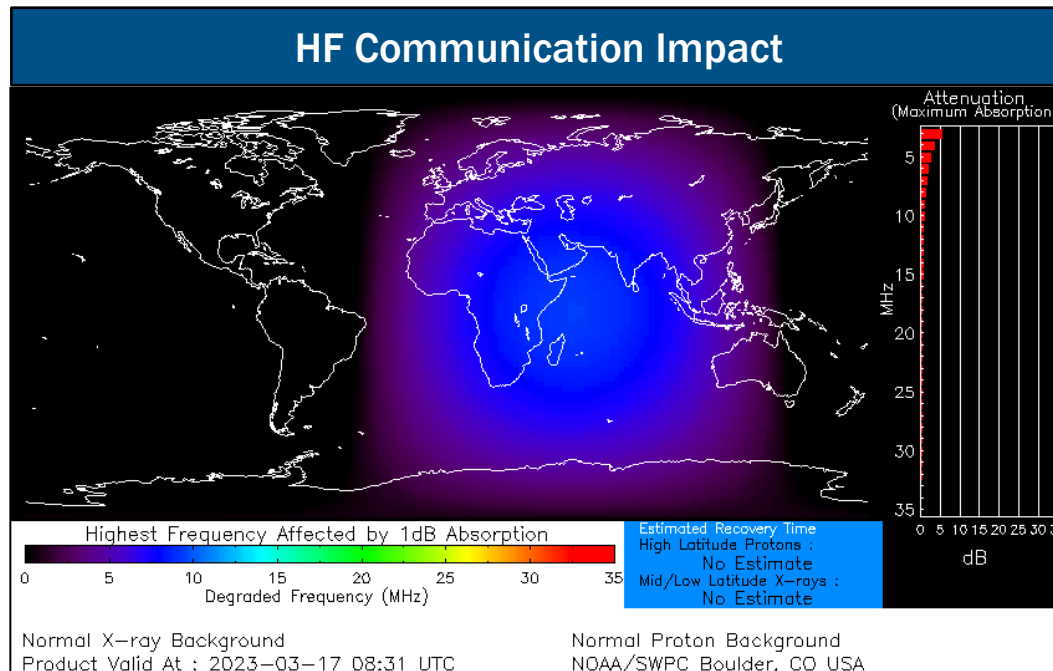 HF Communication Impact
Attenuation
(Maximum Absorption
5
10
15
20
25
30
35
MHz
0 5 10 15 20 25 30
dB
Highest Frequency Affected by 1dB Absorption
0 5 10 15 20 25 30 35
Degraded Frequency (MHz)
Estimated Recovery Time
High Latitude Protons :
No Estimate
Mid/Low Latitude X-rays :
No Estimate
Normal X-ray Background
Product Valid At : 2023-03-17 08:31 UTC
Normal Proton Background
NOAA/SWPC Boulder, CO USA